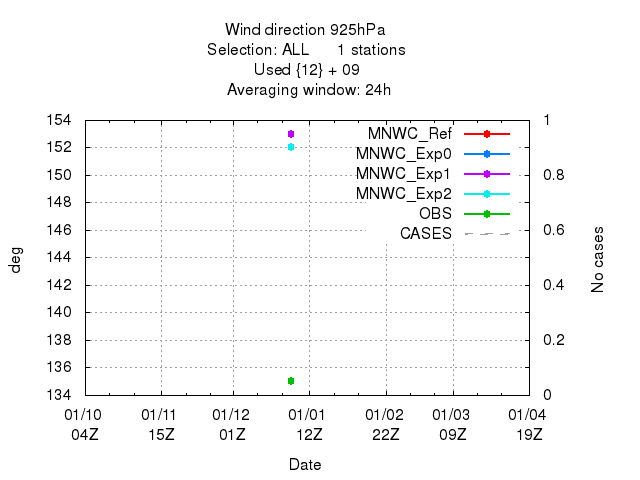 Wind direction 925hPa
Selection: ALL 1 stations
Used {12} + 09
Averaging window: 24h
154 1
MNWC_Ref
152
MNWC_Exp0
150 0.8
MNWC_Exp1
148
MNWC_Exp2
OBS
146 0.6
CASES
144
deg
No cases
142 0.4
140
138 0.2
136
134 0
01/10 01/11 01/12 01/01 01/02 01/03 01/04
04Z 15Z 01Z 12Z 22Z 09Z 19Z
Date